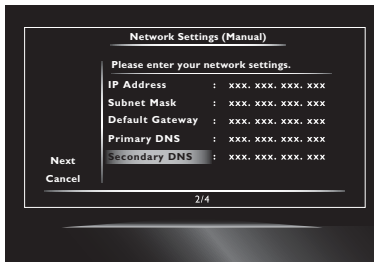 Network Settings (Manual)
Please enter your network settings.
IP Address : xxx. xxx. xxx. xxx
Subnet Mask : xxx. xxx. xxx. xxx
Default Gateway : xxx. xxx. xxx. xxx
Primary DNS : xxx. xxx. xxx. xxx
Secondary DNS : xxx. xxx. xxx. xxx
Next
Cancel
2/4